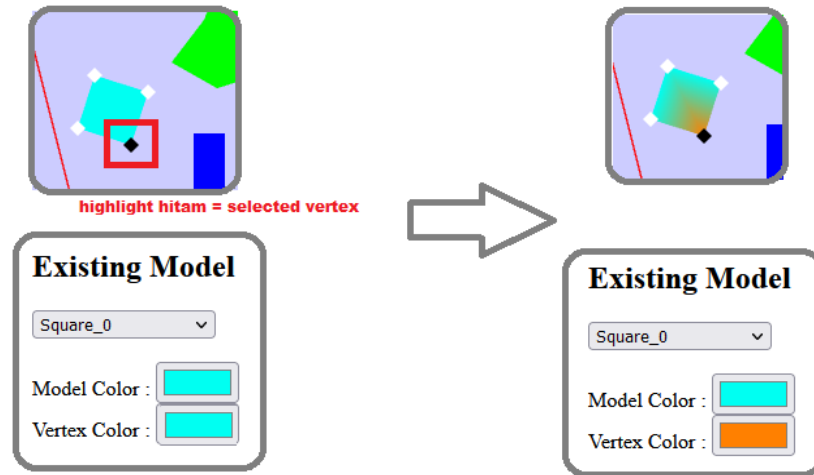 highlight hitam = selected vertex
Existing Model
Square_0
Model Color :
Vertex Color :
Existing Model
Square_0
Model Color :
Vertex Color :